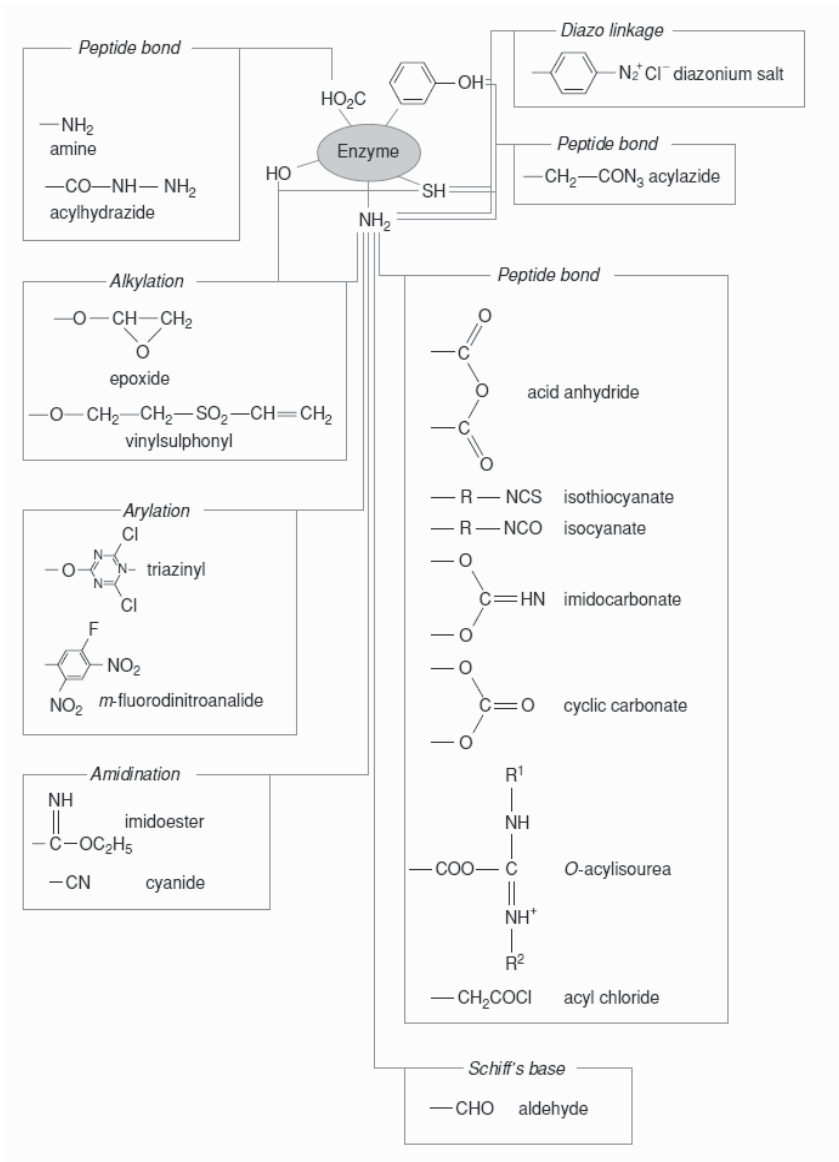 Peptide bond
—NH₂
amine
—CO—NH—NH₂
acylhydrazide
HO₂C
OH
Enzyme
HO
SH
NH₂
Diazo linkage
N₂⁺Cl⁻ diazonium salt
Peptide bond
—CH₂—CON₃ acylazide
Alkylation
—O—CH—CH₂
O
epoxide
—O—CH₂—CH₂—SO₂—CH=CH₂
vinylsulphonyl
Arylation
Cl
N
—O— N– triazinyl
N
Cl
F
NO₂
NO₂ m-fluorodinitroanalide
Amidination
NH
imidoester
–C–OC₂H₅
–CN cyanide
Peptide bond
O
—C
O acid anhydride
—C
O
—R—NCS isothiocyanate
—R—NCO isocyanate
—O
C=HN imidocarbonate
—O
—O
C=O cyclic carbonate
—O
R¹
NH
—COO—C O-acylisourea
NH⁺
R²
—CH₂COCl acyl chloride
Schiff's base
—CHO aldehyde